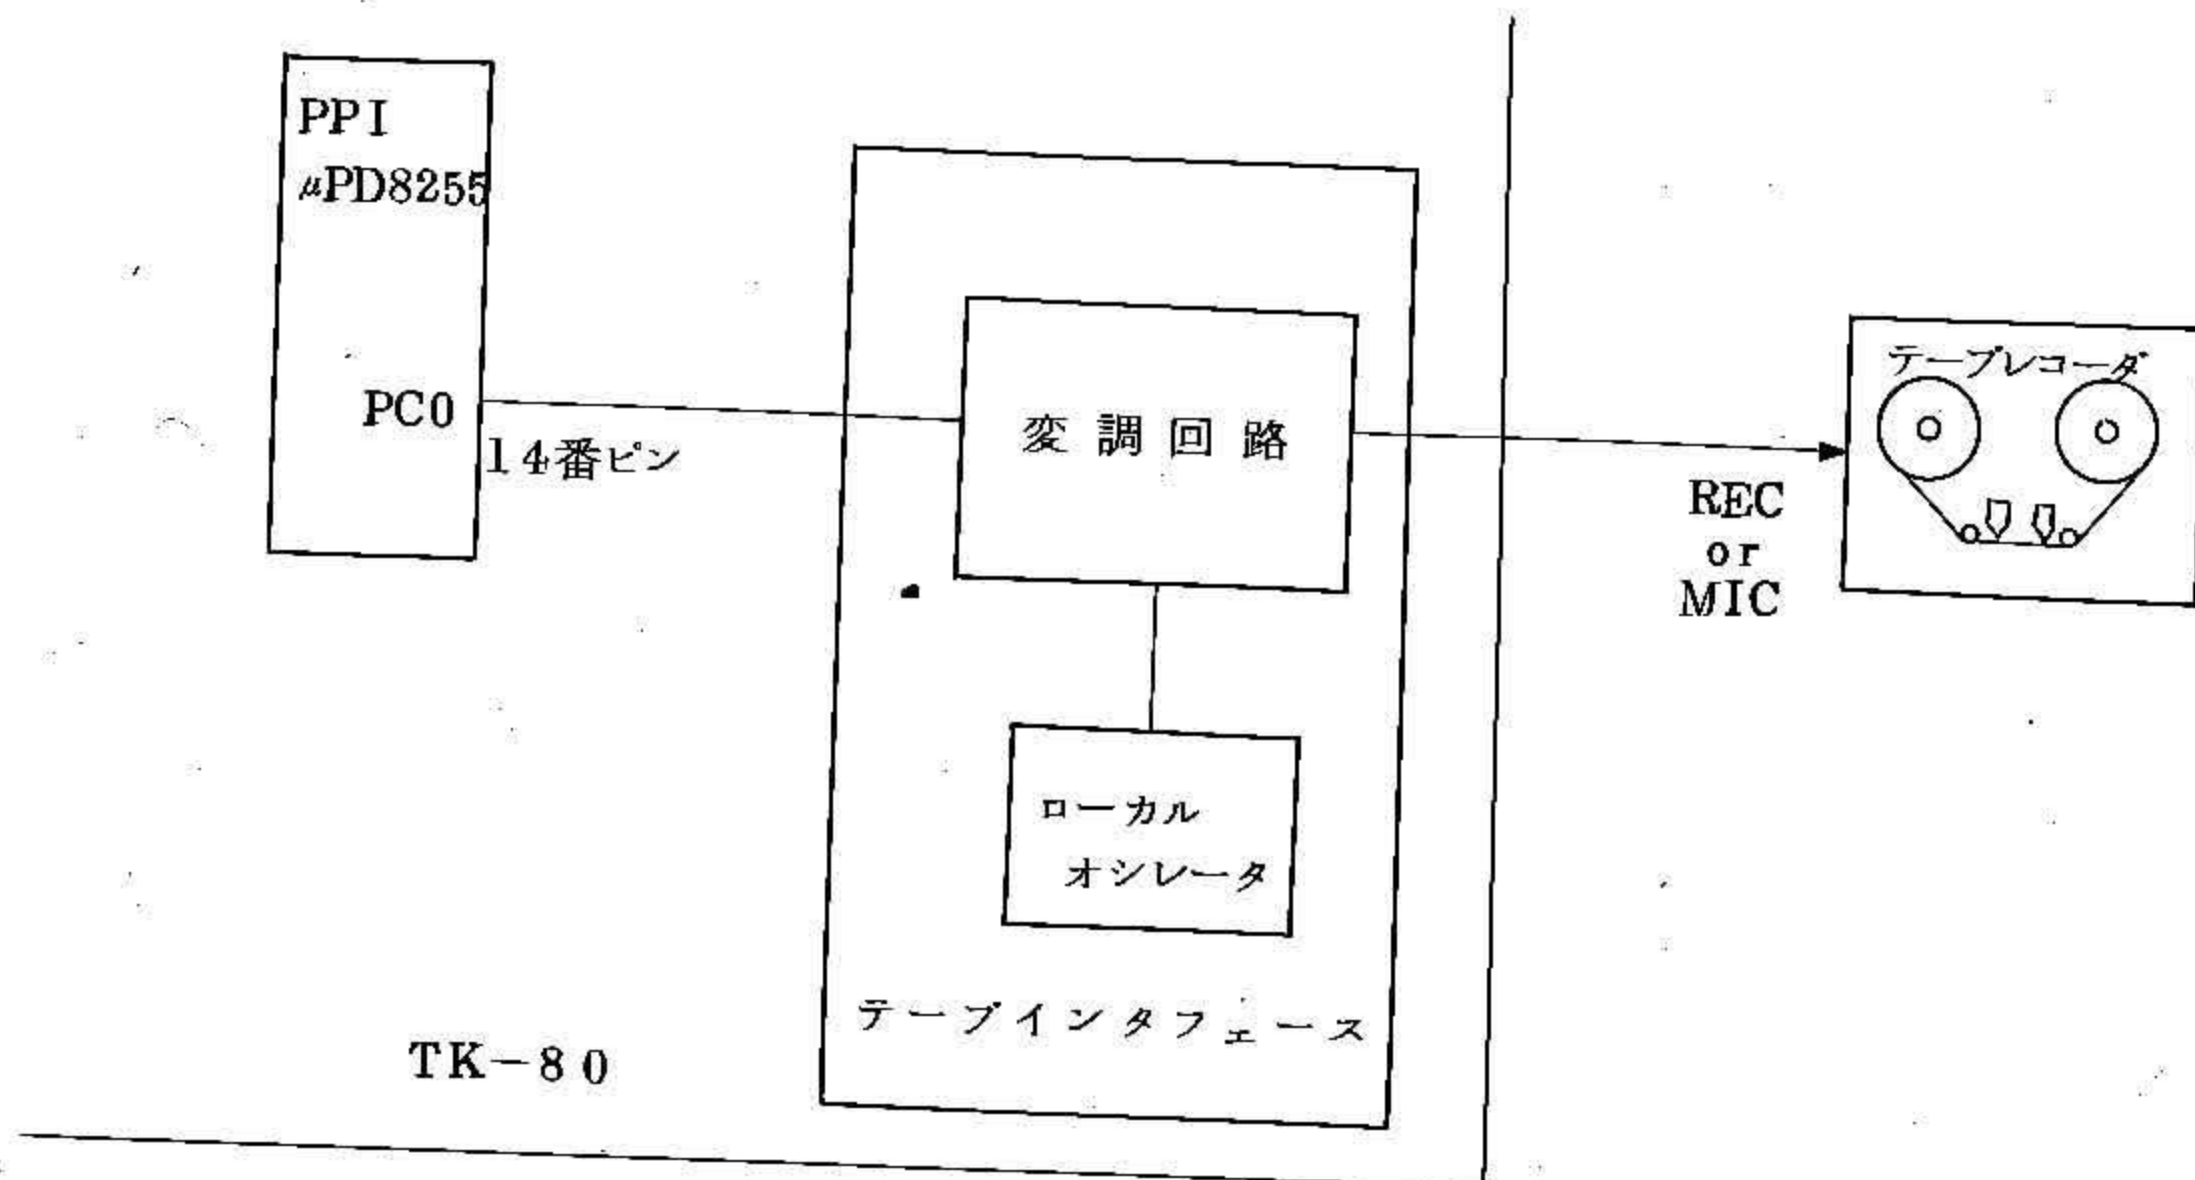 PPI
μPD8255
PC0
14番ピン
変調回路
ローカル
オシレータ
テープインタフェース
TK-80
REC
or
MIC
テープレコーダ